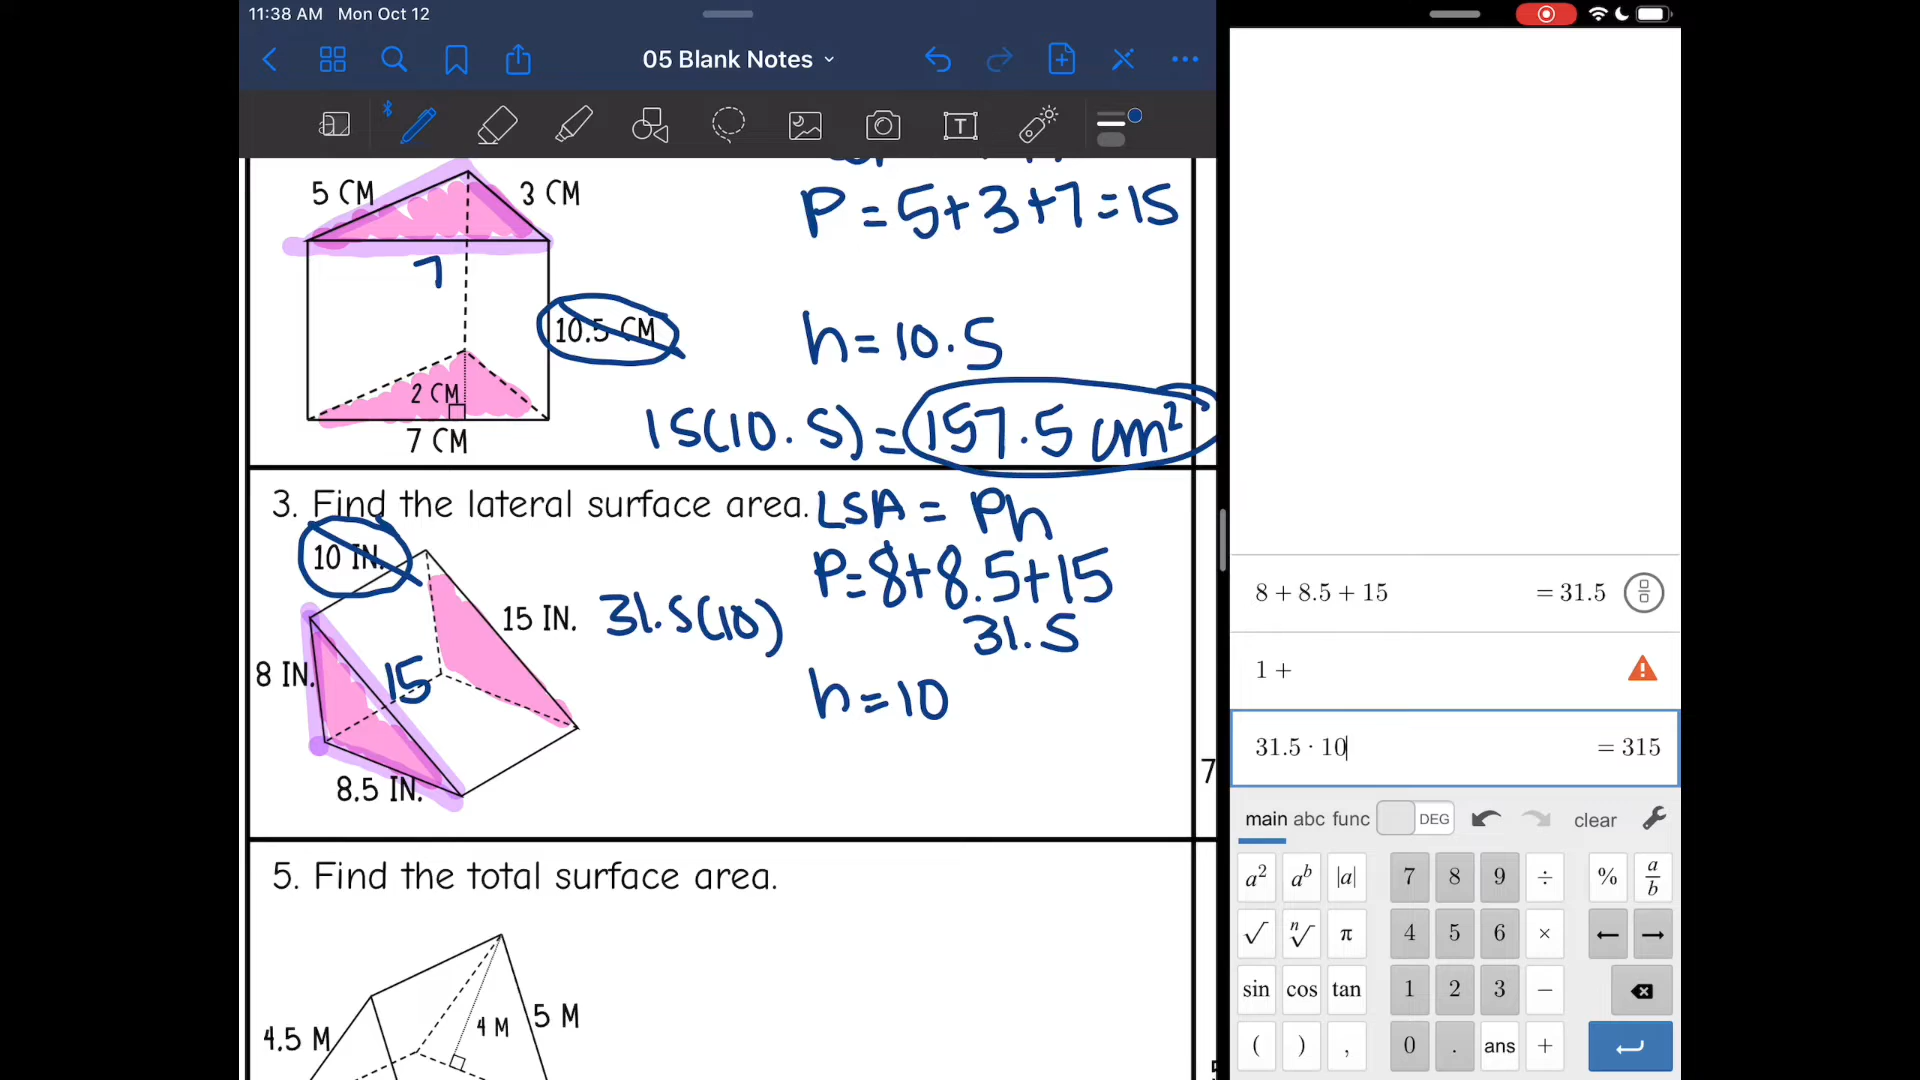 11:38 AM Mon Oct 12
05 Blank Notes
T
5 CM
3 CM
P = 5+3+7=15
7
10.5 CM
h = 10.5
2 CM
7 CM
15(10.5) = 157.5 cm²
3. Find the lateral surface area. LSA = Ph
10 IN.
P=8+8.5+15
15 IN. 31.5(10)
31.5
8 IN.
15
h=10
8.5 IN.
7
5. Find the total surface area.
4.5 M
4 M
5 M
8 + 8.5 + 15 = 31.5
1 +
31.5 · 10 = 315
main abc func DEG clear
a² aᵇ |a| 7 8 9 ÷ % a/b
√ ⁿ√ π 4 5 6 × ← →
sin cos tan 1 2 3 −
( ) , 0 . ans +